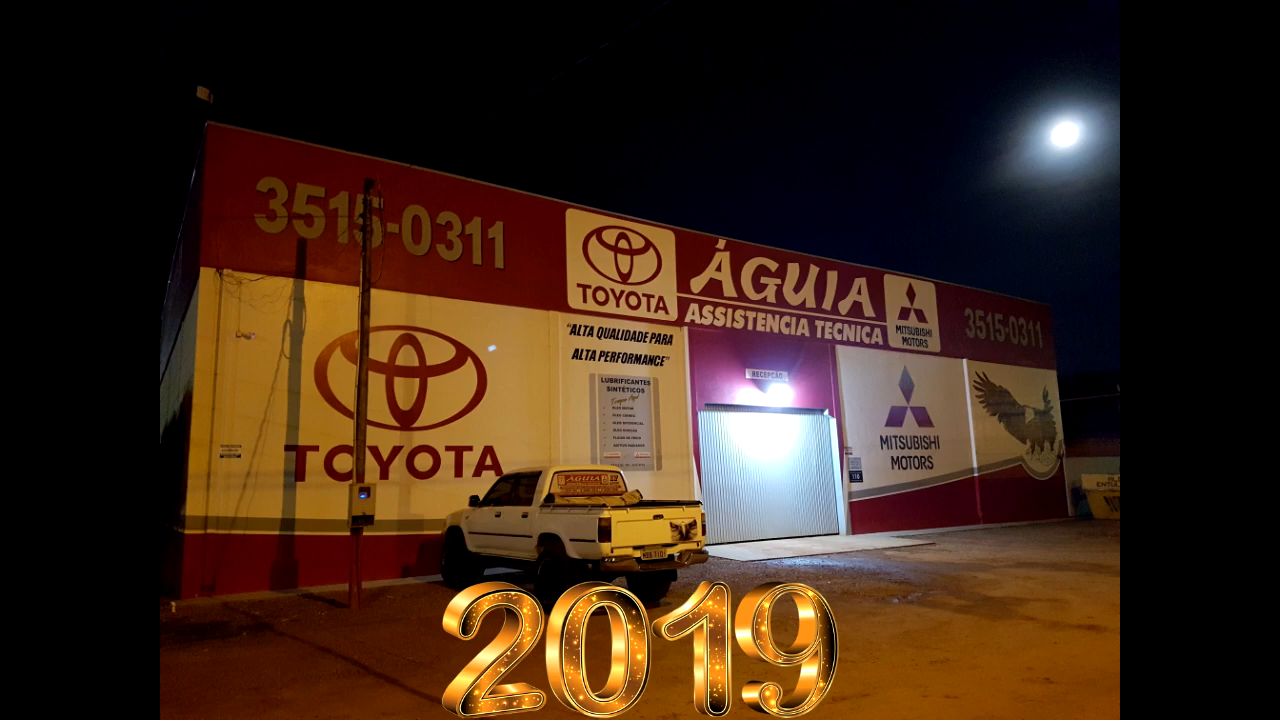 3515-0311
TOYOTA
ÁGUIA
ASSISTENCIA TECNICA
MITSUBISHI
MOTORS
3515-0311
"ALTA QUALIDADE PARA
ALTA PERFORMANCE"
LUBRIFICANTES
SINTÉTICOS
RECEPÇÃO
TOYOTA
MITSUBISHI
MOTORS
110
ÁGUIA
2019